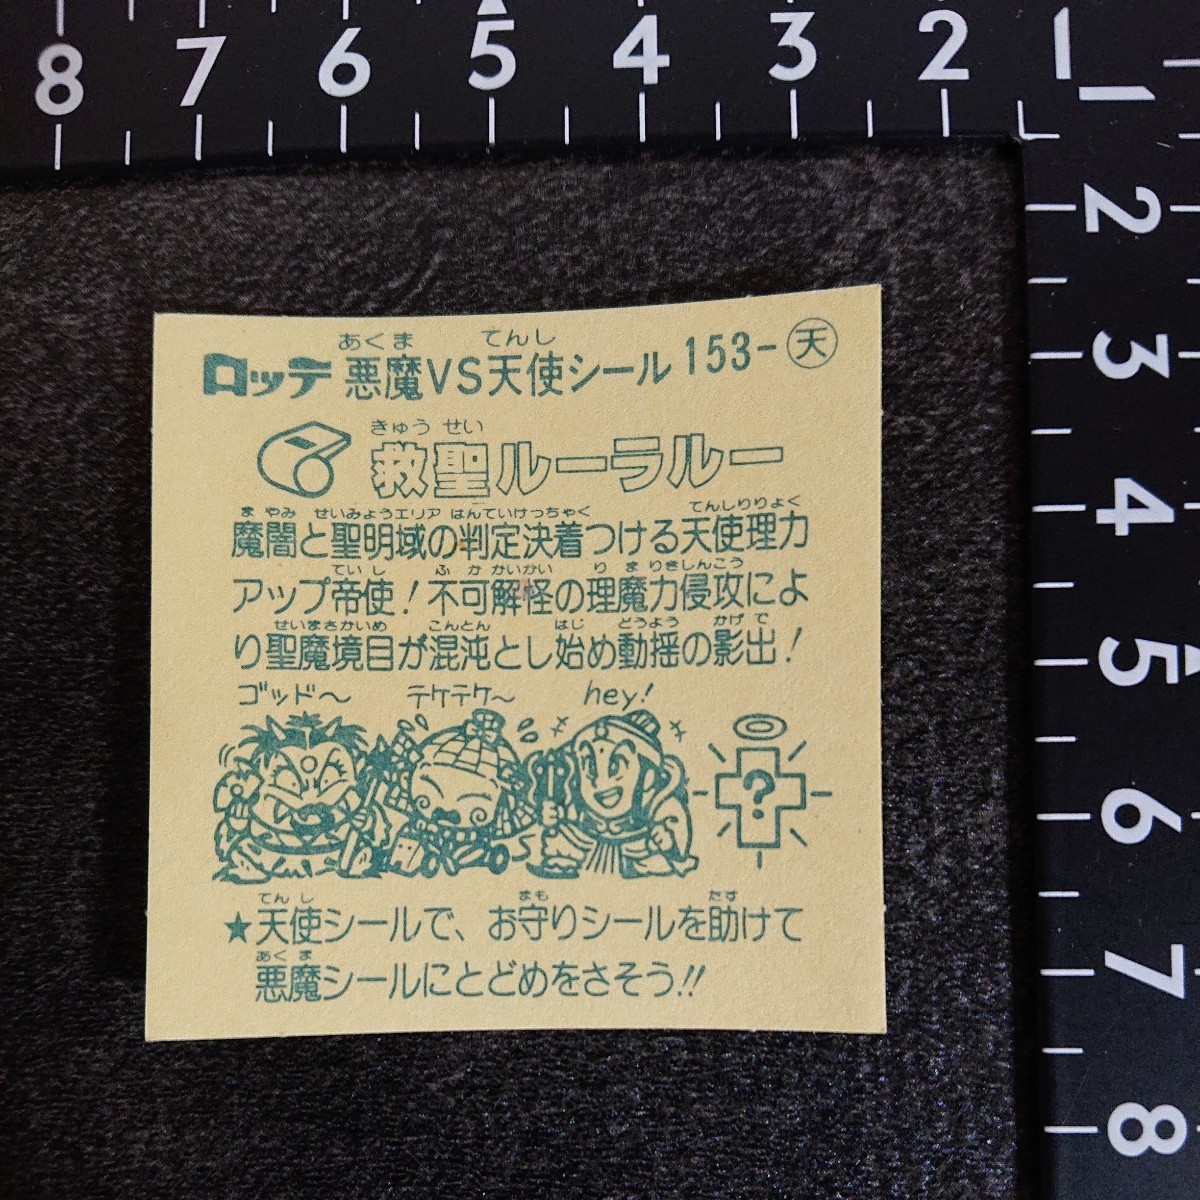 8 7 6 5 4 3 2 1
1
2
3
4
5
6
7
8
あくま てんし
ロッテ 悪魔VS天使シール 153-天
きゅう せい
救聖ルーラルー
ま やみ せいみょうエリア はんていけっちゃく てんしりりょく
魔闇と聖明域の判定決着つける天使理力
ていし ふ か かいかい り ま りきしんこう
アップ帝使！不可解怪の理魔力侵攻によ
せいまさかいめ こんとん はじ どうよう かげ で
り聖魔境目が混沌とし始め動揺の影出！
ゴッド〜 テケテケ〜 hey!
?
てんし まも たす
★天使シールで、お守りシールを助けて
あく ま
悪魔シールにとどめをさそう!!